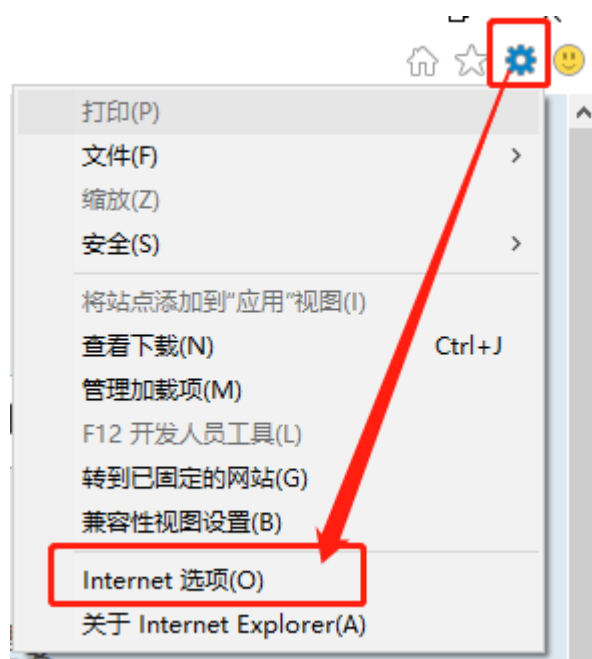 打印(P)
文件(F)
缩放(Z)
安全(S)
将站点添加到“应用”视图(I)
查看下载(N) Ctrl+J
管理加载项(M)
F12 开发人员工具(L)
转到已固定的网站(G)
兼容性视图设置(B)
Internet 选项(O)
关于 Internet Explorer(A)